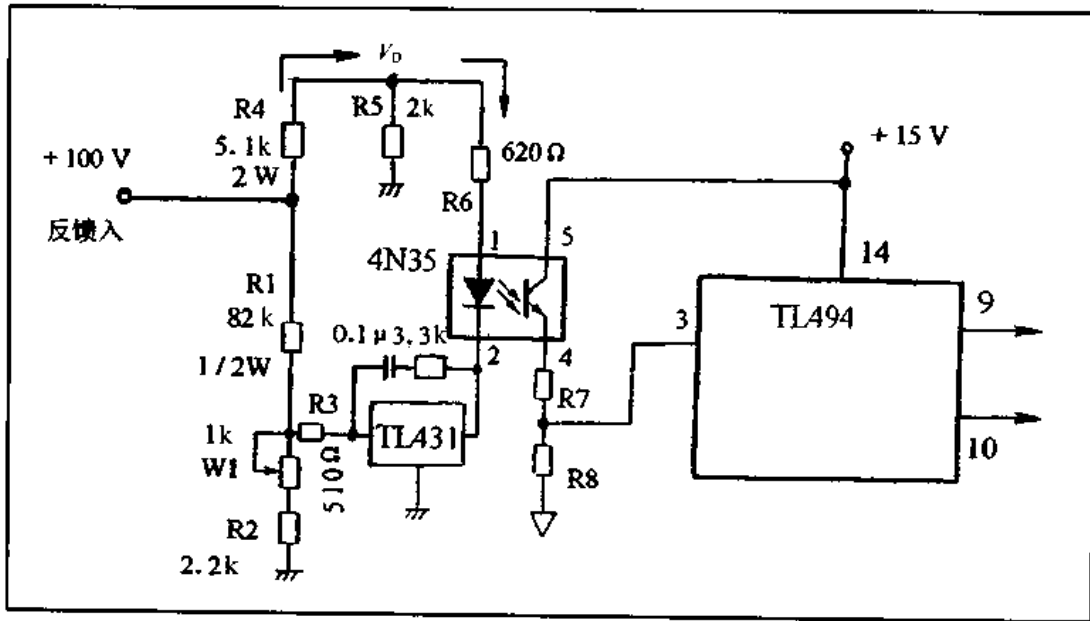 V_D
R4
5.1k
2W
R5
2k
+100 V
反馈入
620Ω
R6
+15 V
R1
82k
1/2W
4N35
1
5
14
0.1μ 3,3k
2
4
3
TL494
9
R3
R7
1k
W1
510Ω
TL431
10
R8
R2
2.2k